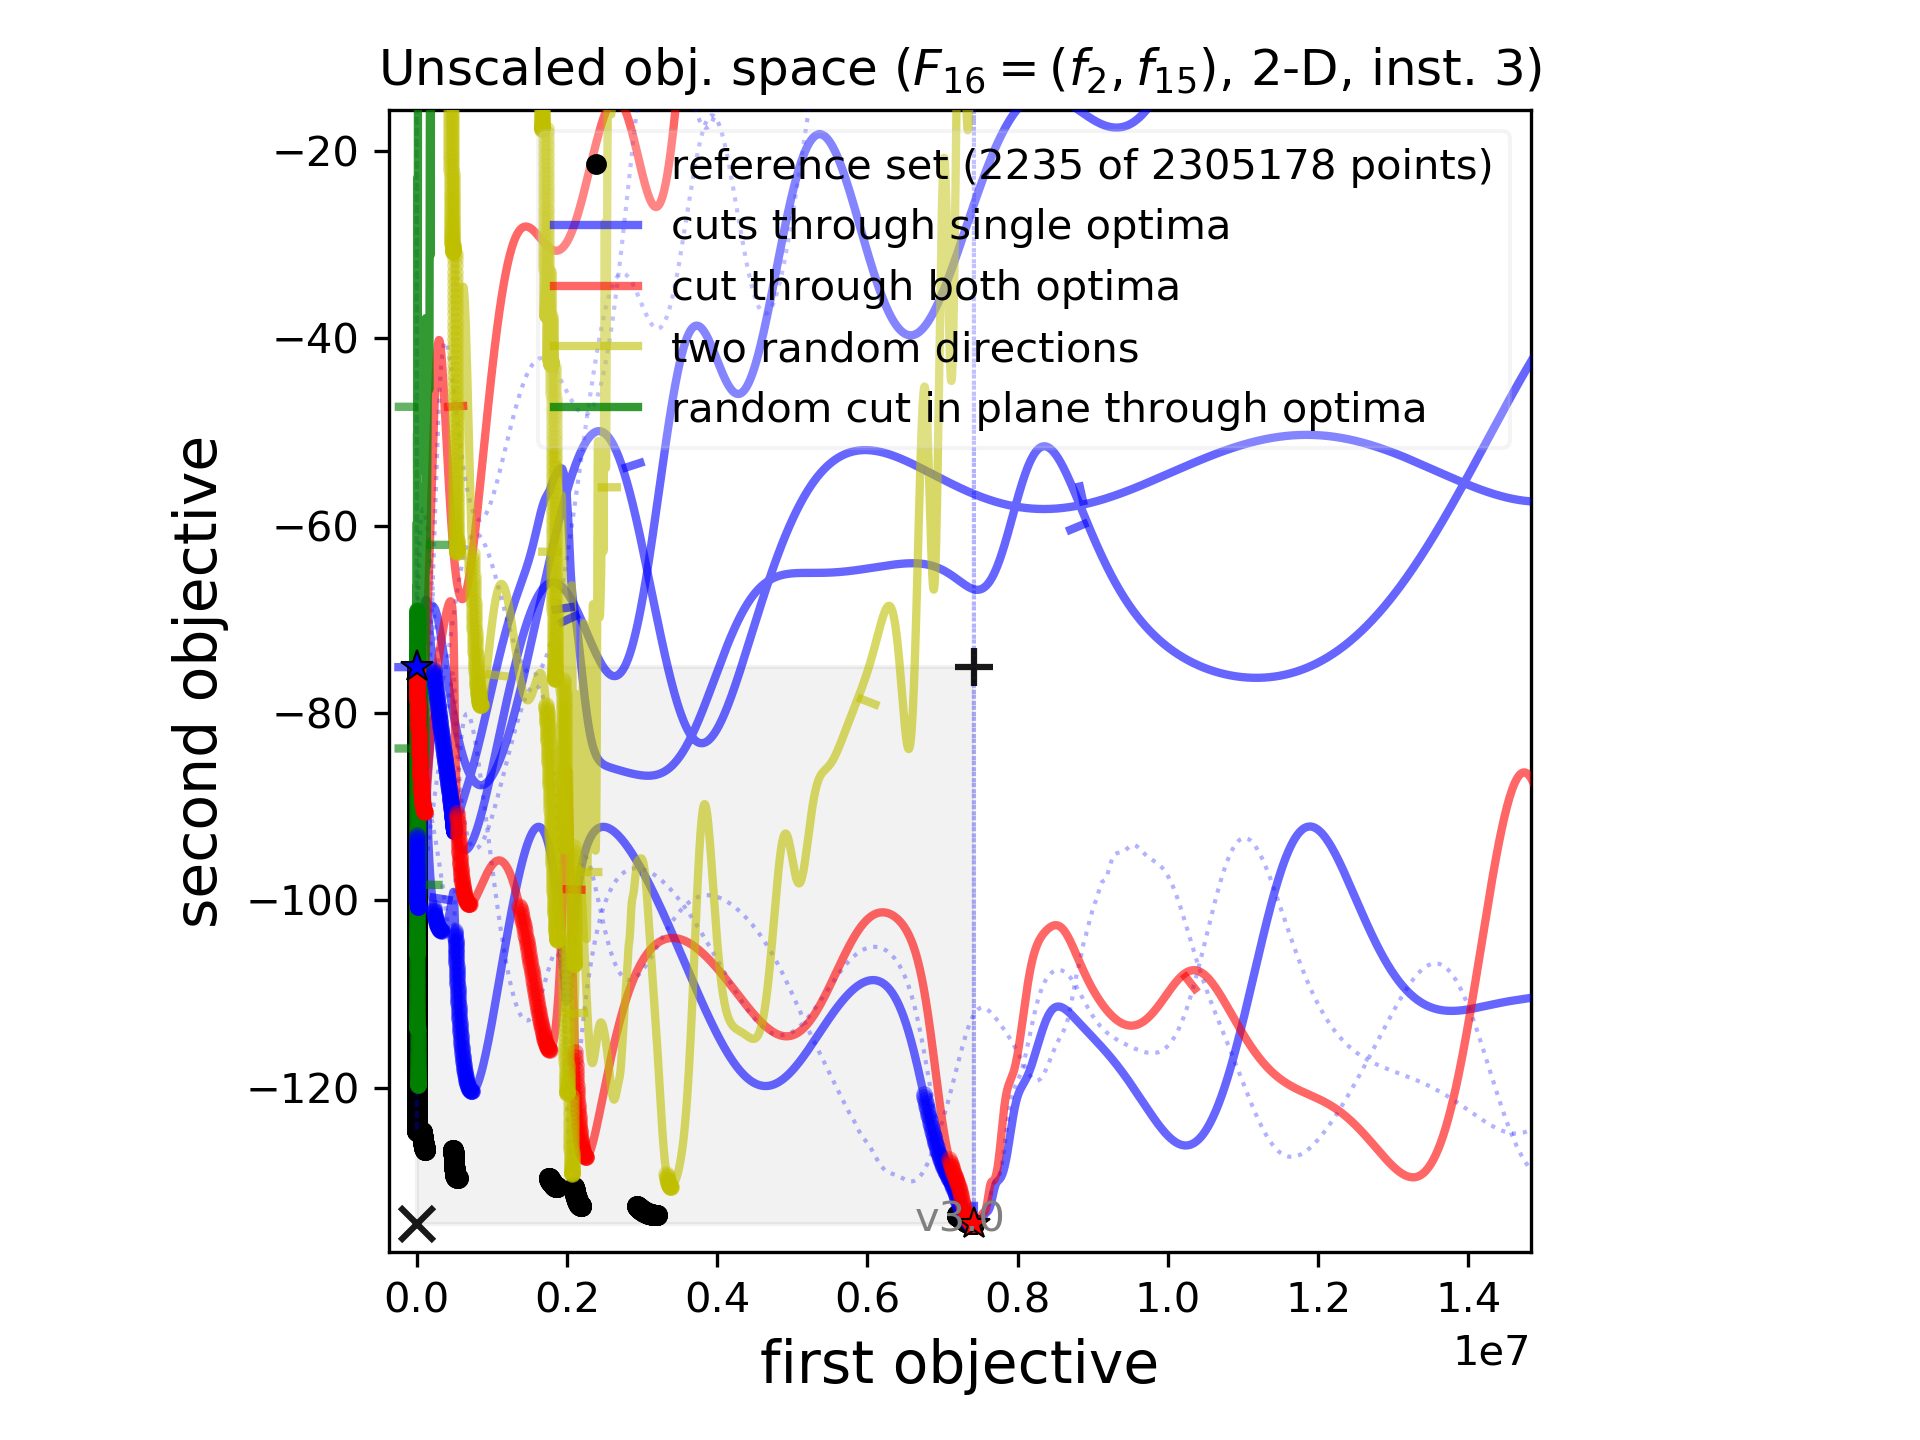 Unscaled obj. space (F₁₆ = (f₂, f₁₅), 2-D, inst. 3)
reference set (2235 of 2305178 points)
cuts through single optima
cut through both optima
two random directions
random cut in plane through optima
−20
−40
−60
−80
−100
−120
second objective
v3.0
0.0 0.2 0.4 0.6 0.8 1.0 1.2 1.4
1e7
first objective